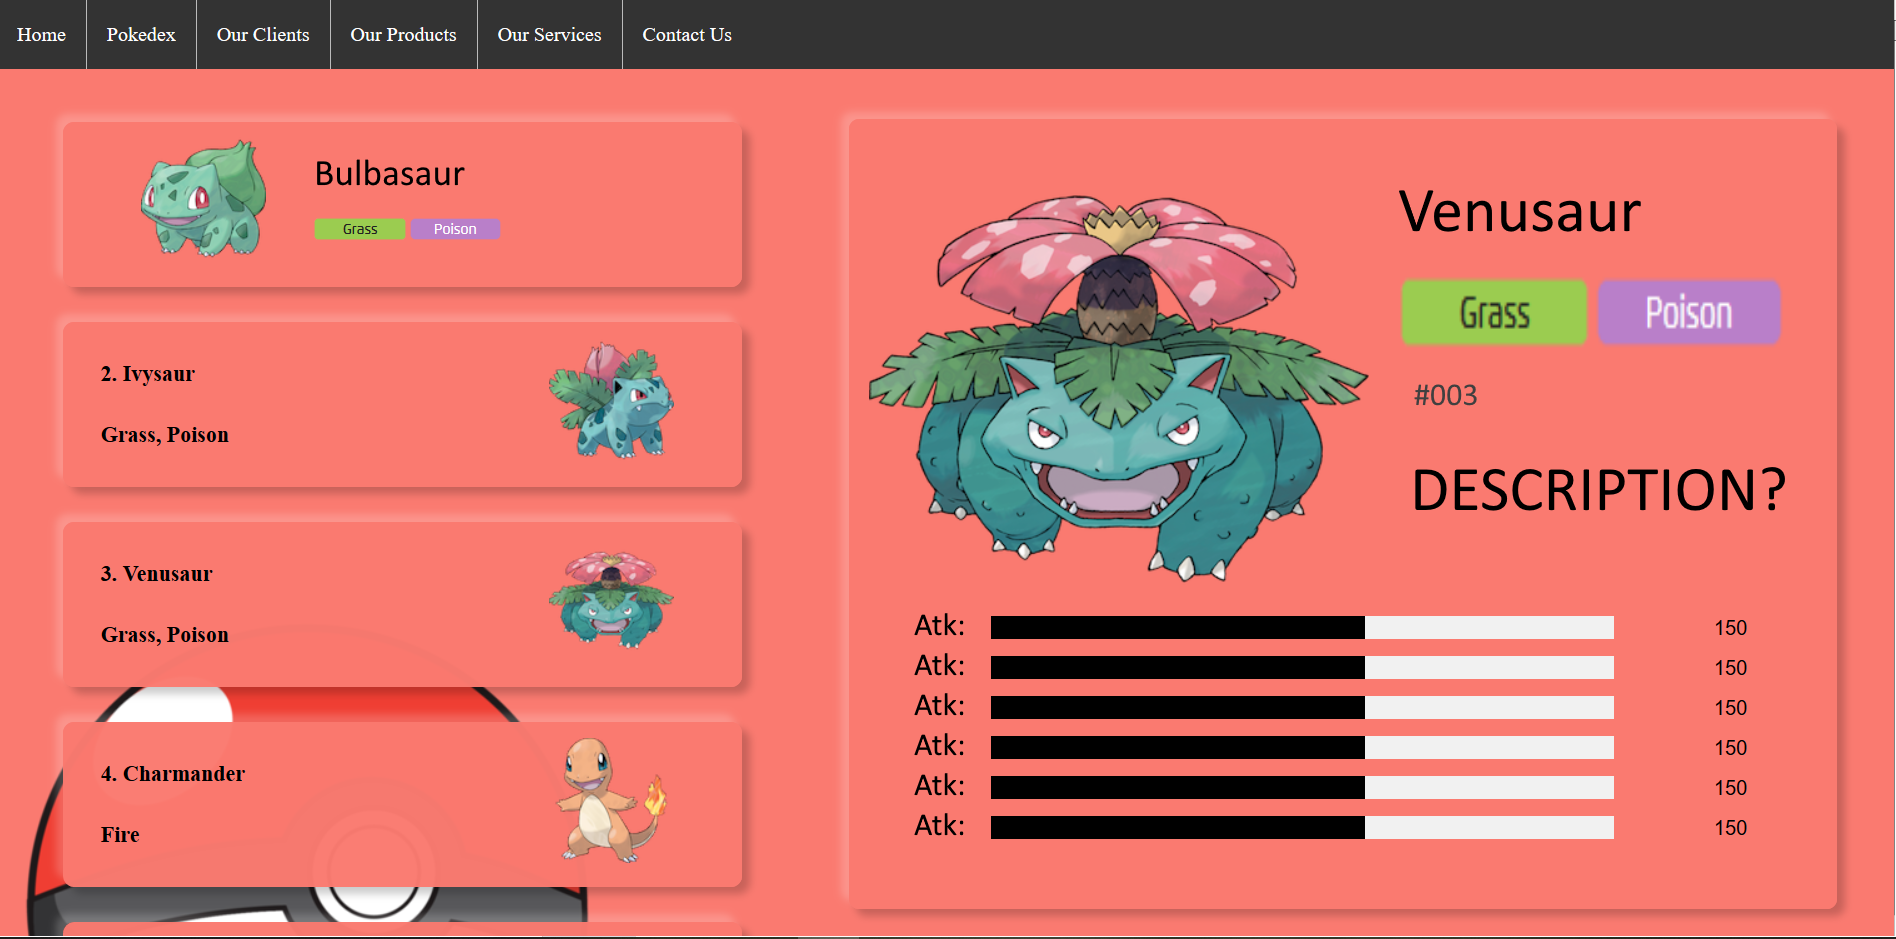 Home Pokedex Our Clients Our Products Our Services Contact Us
Bulbasaur
Grass Poison
2. Ivysaur
Grass, Poison
3. Venusaur
Grass, Poison
4. Charmander
Fire
Venusaur
Grass Poison
#003
DESCRIPTION?
Atk: 150
Atk: 150
Atk: 150
Atk: 150
Atk: 150
Atk: 150